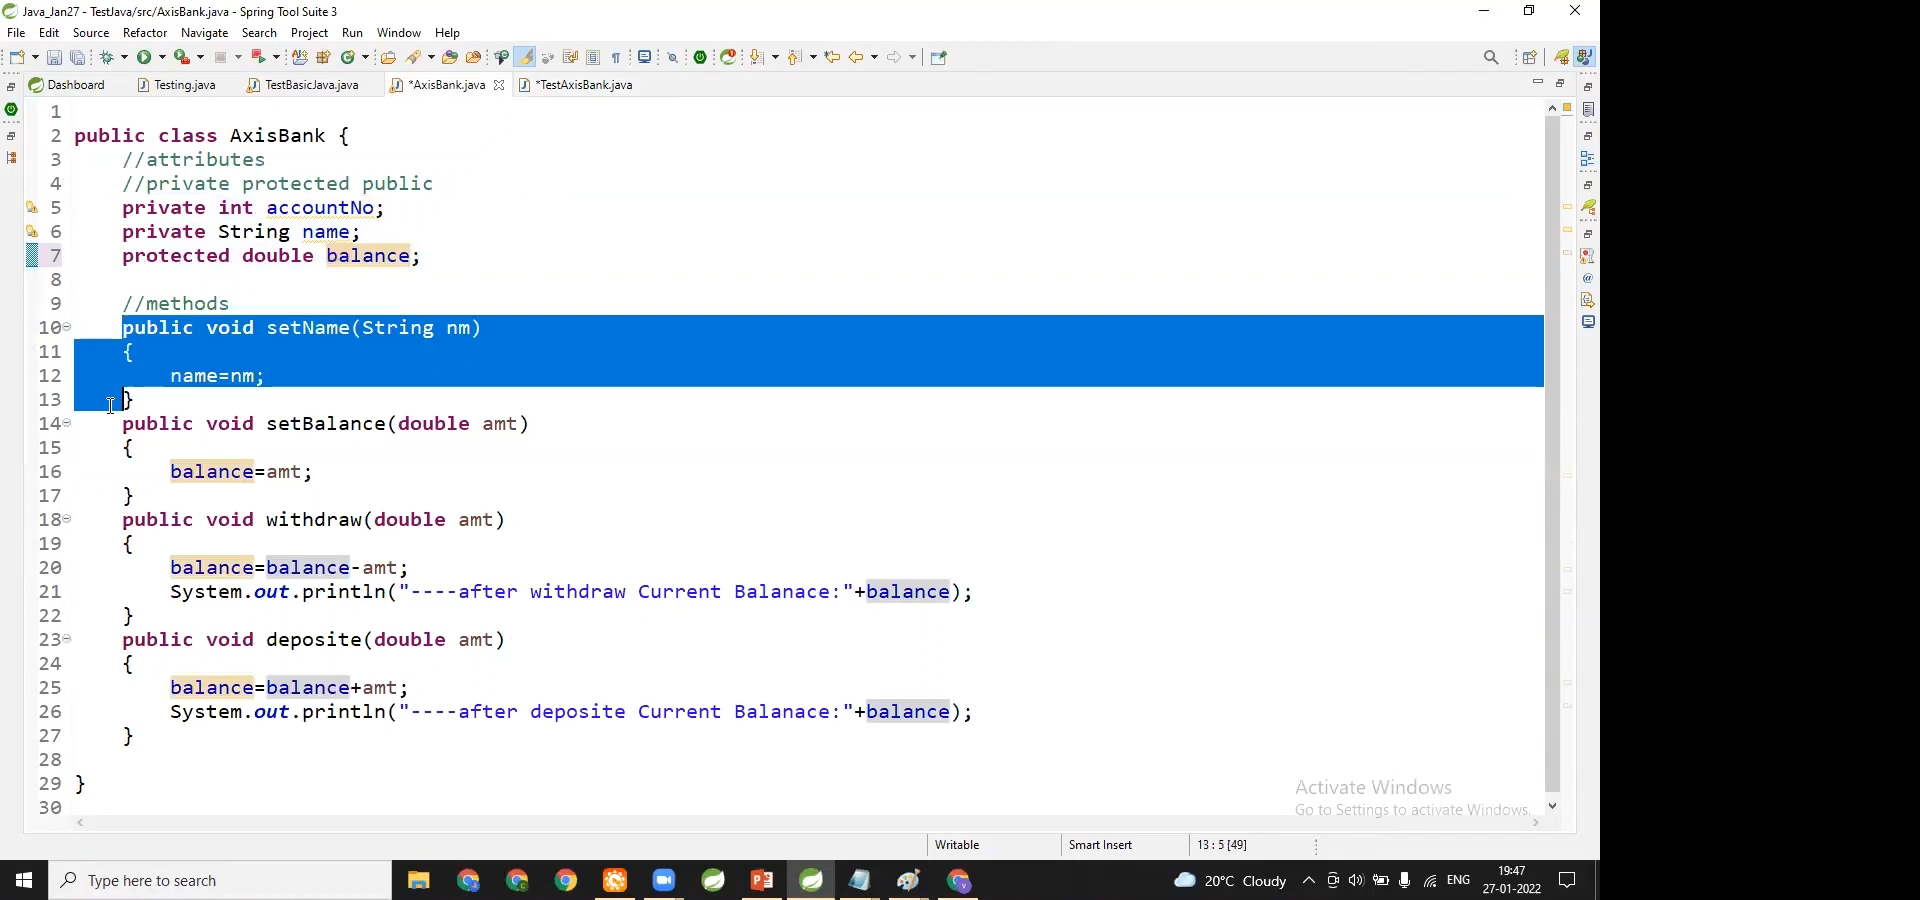 Java_Jan27 - TestJava/src/AxisBank.java - Spring Tool Suite 3
File Edit Source Refactor Navigate Search Project Run Window Help
Dashboard Testing.java TestBasicJava.java *AxisBank.java *TestAxisBank.java
1
2 public class AxisBank {
3 //attributes
4 //private protected public
5 private int accountNo;
6 private String name;
7 protected double balance;
8
9 //methods
10 public void setName(String nm)
11 {
12 name=nm;
13 }
14 public void setBalance(double amt)
15 {
16 balance=amt;
17 }
18 public void withdraw(double amt)
19 {
20 balance=balance-amt;
21 System.out.println("----after withdraw Current Balanace:"+balance);
22 }
23 public void deposite(double amt)
24 {
25 balance=balance+amt;
26 System.out.println("----after deposite Current Balanace:"+balance);
27 }
28
29 }
30
Activate Windows
Go to Settings to activate Windows.
Writable Smart Insert 13 : 5 [49]
Type here to search
20°C Cloudy ENG 19:47
27-01-2022